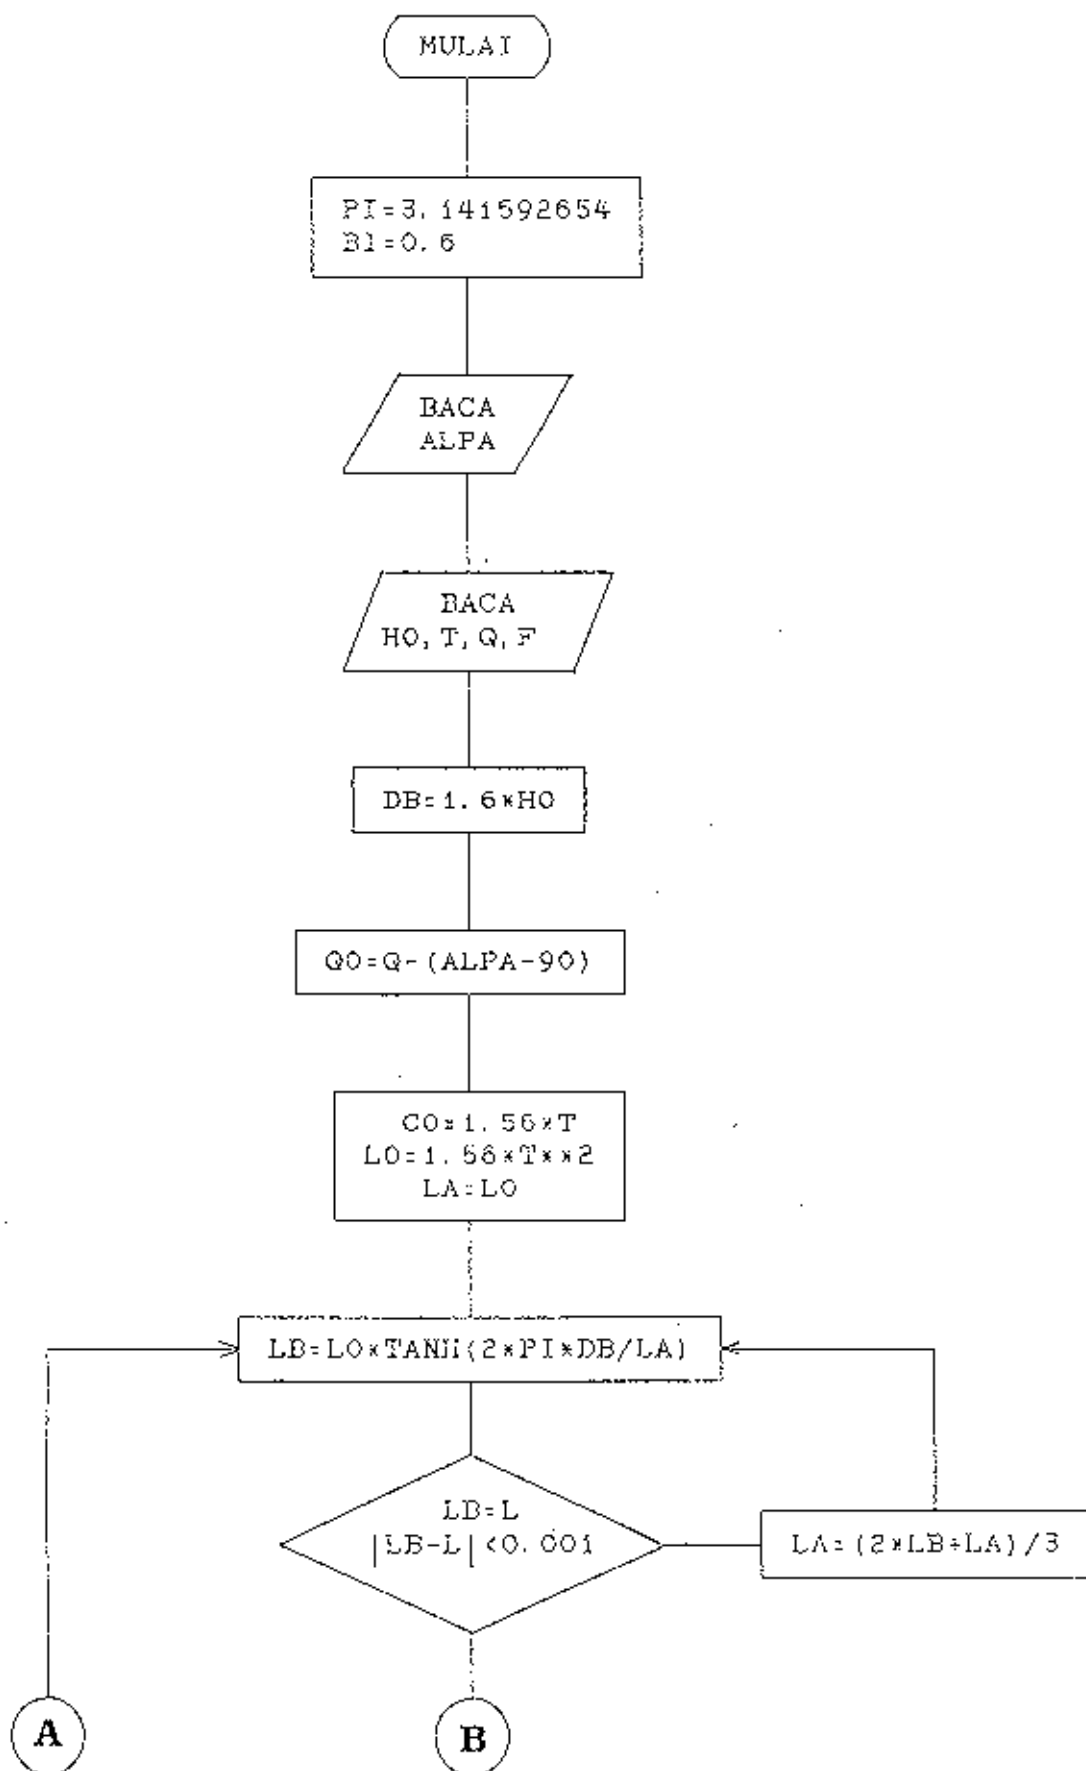 MULAI
PI=3.141592654
B1=0.6
BACA
ALPA
BACA
HO, T, Q, F
DB=1.6*HO
QO=Q-(ALPA-90)
CO=1.56*T
LO=1.56*T**2
LA=LO
LB=LO*TANH(2*PI*DB/LA)
LB=L
|LB-L|<0.001
LA=(2*LB+LA)/3
A
B